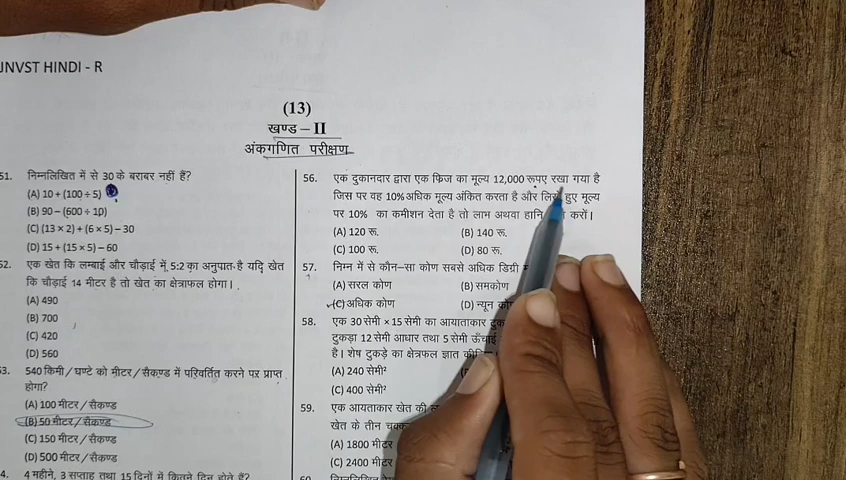 JNVST HINDI - R
(13)
खण्ड – II
अंकगणित परीक्षण
51. निम्नलिखित में से 30 के बराबर नहीं हैं?
(A) 10 + (100 ÷ 5)
(B) 90 – (600 ÷ 10)
(C) (13 × 2) + (6 × 5) – 30
(D) 15 + (15 × 5) – 60
52. एक खेत कि लम्बाई और चौड़ाई में 5:2 का अनुपात है यदि खेत
कि चौड़ाई 14 मीटर है तो खेत का क्षेत्राफल होगा।
(A) 490
(B) 700
(C) 420
(D) 560
53. 540 किमी / घण्टे को मीटर / सैकण्ड में परिवर्तित करने पर प्राप्त
होगा?
(A) 100 मीटर / सैकण्ड
(B) 50 मीटर / सैकण्ड
(C) 150 मीटर / सैकण्ड
(D) 500 मीटर / सैकण्ड
4. 4 महीने, 3 सप्ताह तथा 15 दिनों में कितने दिन होते हैं?
56. एक दुकानदार द्वारा एक फ्रिज का मूल्य 12,000 रूपए रखा गया है
जिस पर वह 10% अधिक मूल्य अंकित करता है और हुए मूल्य
पर 10% का कमीशन देता है तो लाभ अथवा हानि करों।
(A) 120 रू. (B) 140 रू.
(C) 100 रू. (D) 80 रू.
57. निम्न में से कौन–सा कोण सबसे अधिक डिग्री
(A) सरल कोण (B) समकोण
(C) अधिक कोण (D) न्यून
58. एक 30 सेमी × 15 सेमी का आयाताकार
टुकड़ा 12 सेमी आधार तथा 5 सेमी ऊँचाई
है। शेष टुकड़े का क्षेत्रफल ज्ञात
(A) 240 सेमी²
(C) 400 सेमी²
59. एक आयताकार खेत की
खेत के तीन
(A) 1800 मीटर
(C) 2400 मीटर